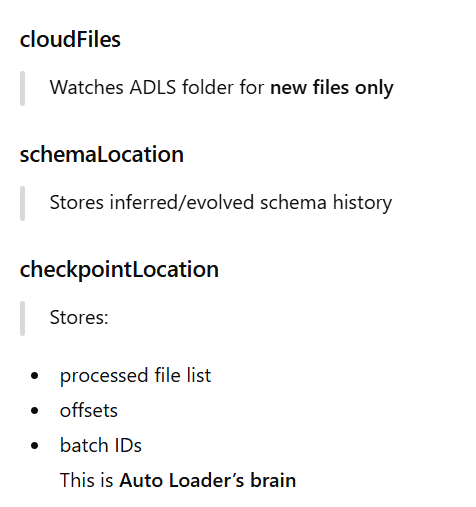 cloudFiles
Watches ADLS folder for new files only
schemaLocation
Stores inferred/evolved schema history
checkpointLocation
Stores:
• processed file list
• offsets
• batch IDs
This is Auto Loader’s brain